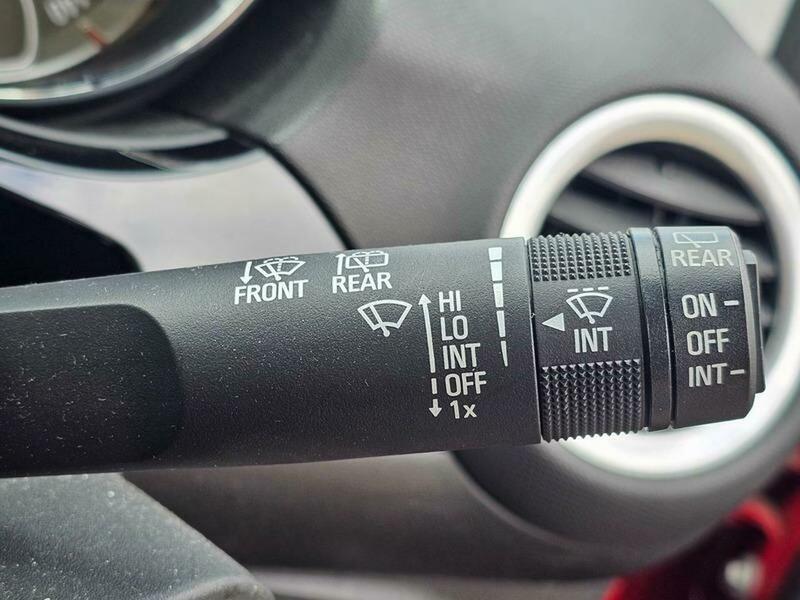 FRONT
REAR
HI
LO
INT
OFF
1x
INT
REAR
ON
OFF
INT